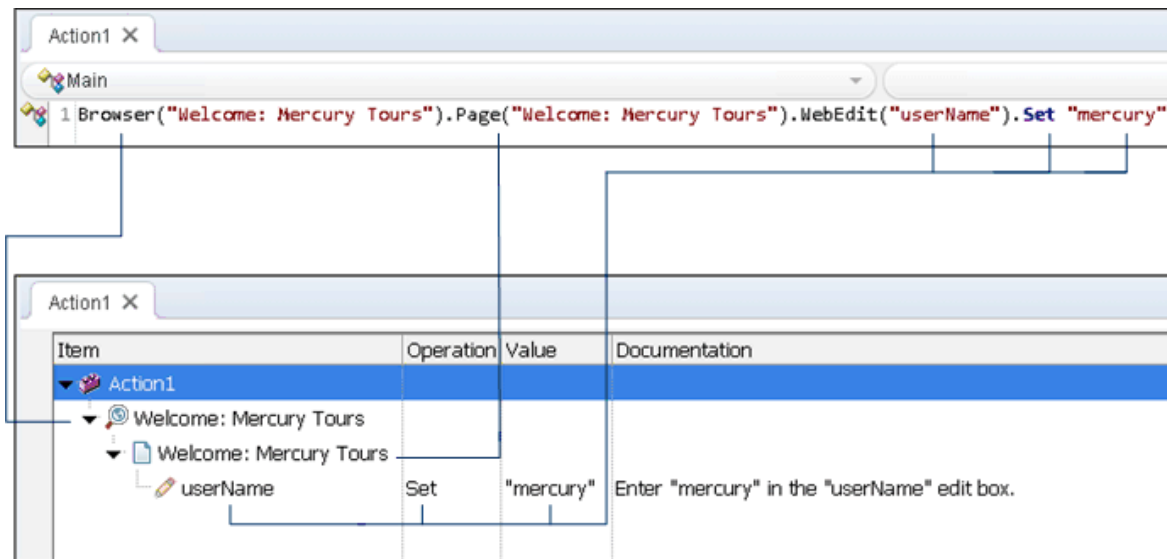 Action1
Main
1 Browser("Welcome: Mercury Tours").Page("Welcome: Mercury Tours").WebEdit("userName").Set "mercury"
Action1
Item Operation Value Documentation
Action1
Welcome: Mercury Tours
Welcome: Mercury Tours
userName Set "mercury" Enter "mercury" in the "userName" edit box.